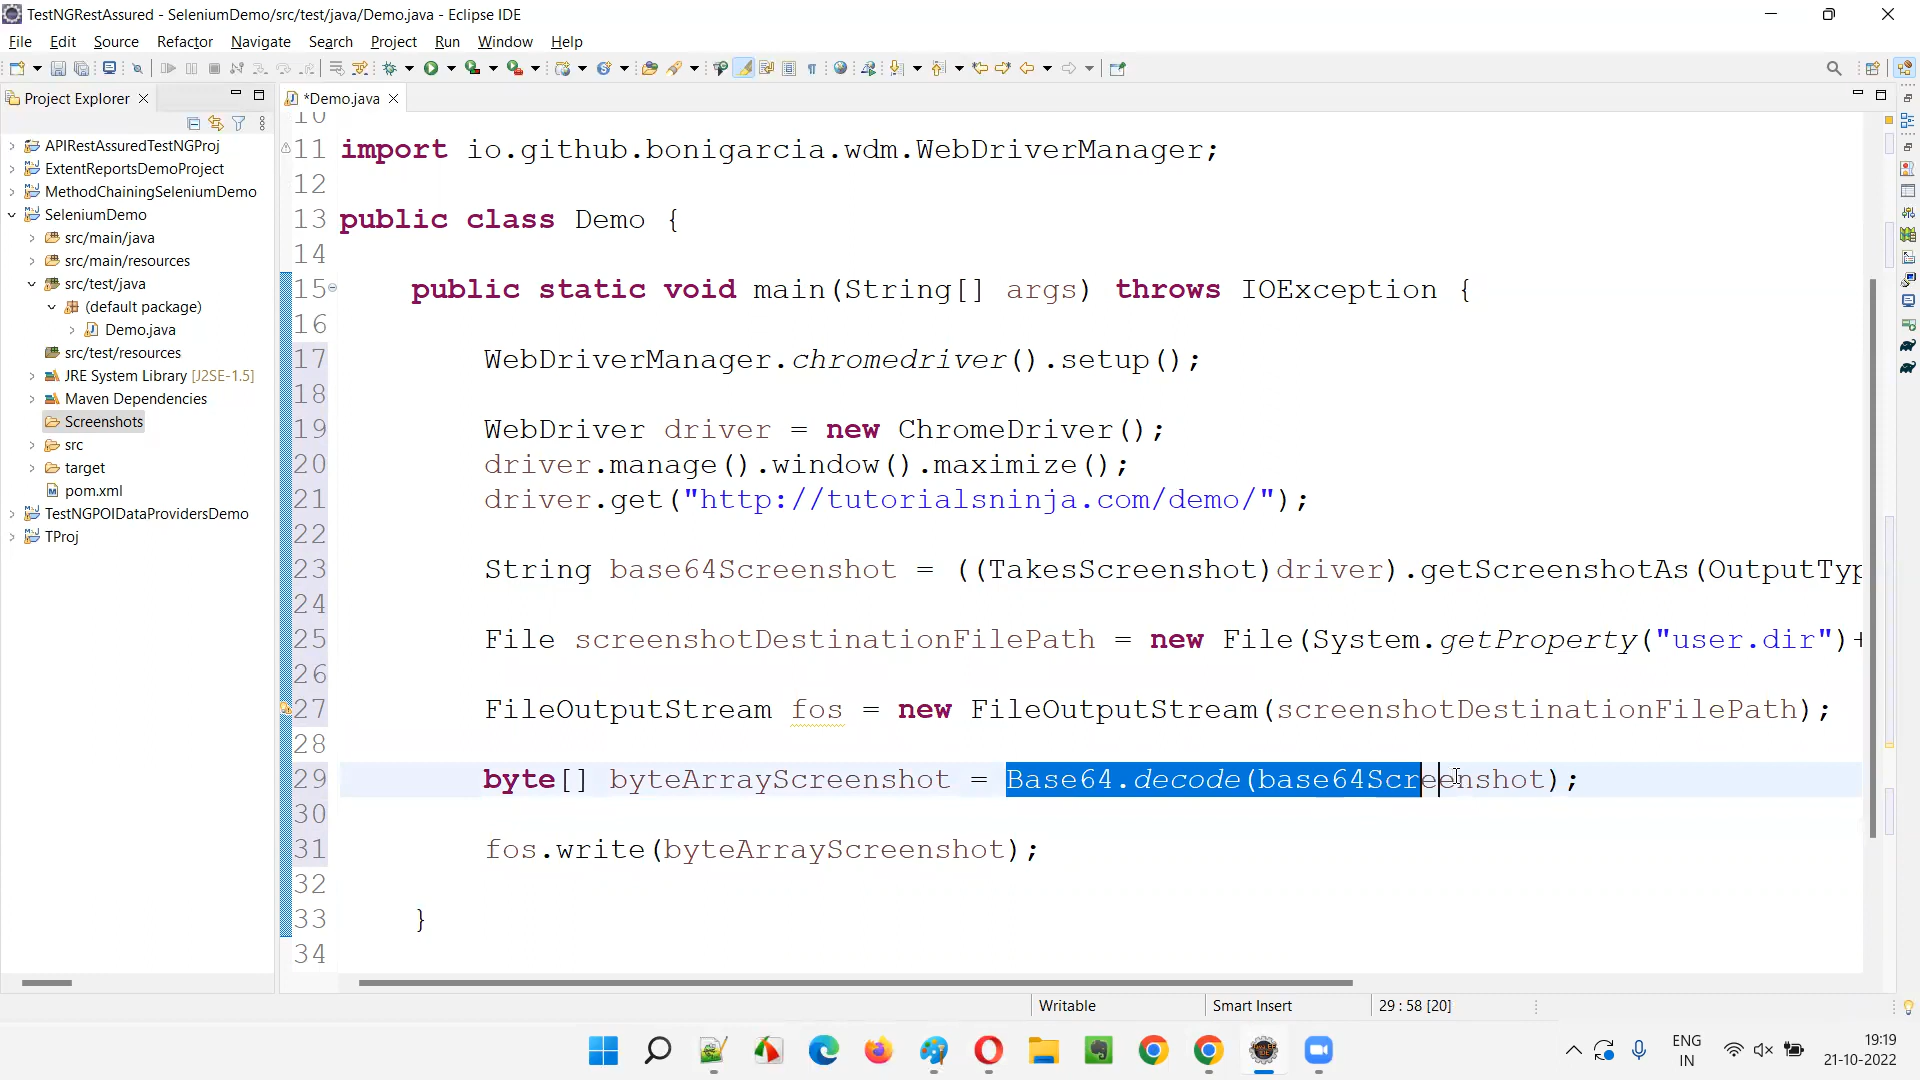 TestNGRestAssured - SeleniumDemo/src/test/java/Demo.java - Eclipse IDE
File Edit Source Refactor Navigate Search Project Run Window Help
Project Explorer
*Demo.java
APIRestAssuredTestNGProj
ExtentReportsDemoProject
MethodChainingSeleniumDemo
SeleniumDemo
src/main/java
src/main/resources
src/test/java
(default package)
Demo.java
src/test/resources
JRE System Library [J2SE-1.5]
Maven Dependencies
Screenshots
src
target
pom.xml
TestNGPOIDataProvidersDemo
TProj
10
11 import io.github.bonigarcia.wdm.WebDriverManager;
12
13 public class Demo {
14
15 public static void main(String[] args) throws IOException {
16
17 WebDriverManager.chromedriver().setup();
18
19 WebDriver driver = new ChromeDriver();
20 driver.manage().window().maximize();
21 driver.get("http://tutorialsninja.com/demo/");
22
23 String base64Screenshot = ((TakesScreenshot)driver).getScreenshotAs(OutputTyp
24
25 File screenshotDestinationFilePath = new File(System.getProperty("user.dir")+
26
27 FileOutputStream fos = new FileOutputStream(screenshotDestinationFilePath);
28
29 byte[] byteArrayScreenshot = Base64.decode(base64Screenshot);
30
31 fos.write(byteArrayScreenshot);
32
33 }
34
Writable Smart Insert 29 : 58 [20]
ENG
IN
19:19
21-10-2022